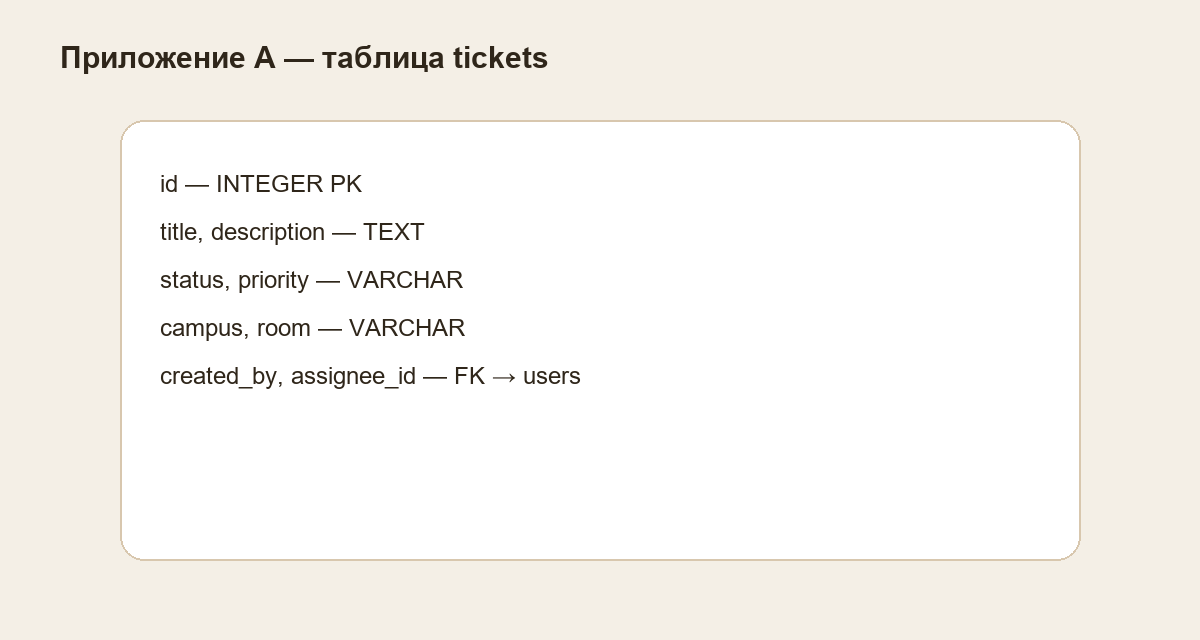 Приложение А — таблица tickets
id — INTEGER PK
title, description — TEXT
status, priority — VARCHAR
campus, room — VARCHAR
created_by, assignee_id — FK → users